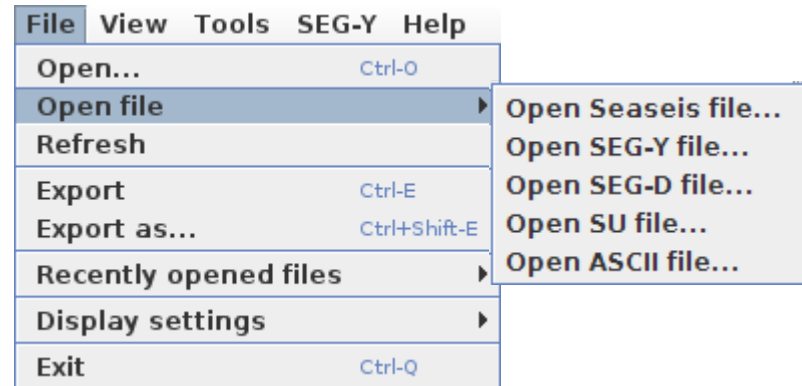 File View Tools SEG-Y Help
Open... Ctrl-O
Open file
Open Seaseis file...
Open SEG-Y file...
Open SEG-D file...
Open SU file...
Open ASCII file...
Refresh
Export Ctrl-E
Export as... Ctrl+Shift-E
Recently opened files
Display settings
Exit Ctrl-Q